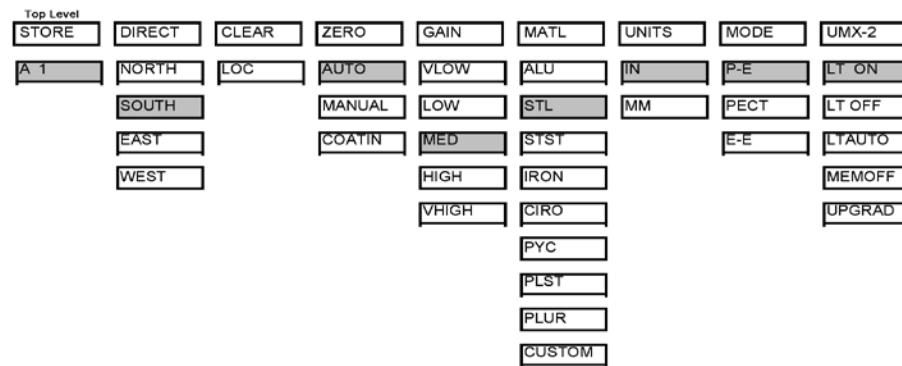 Top Level
STORE DIRECT CLEAR ZERO GAIN MATL UNITS MODE UMX-2
A 1 NORTH LOC AUTO VLOW ALU IN P-E LT ON
SOUTH MANUAL LOW STL MM PECT LT OFF
EAST COATIN MED STST E-E LTAUTO
WEST HIGH IRON MEMOFF
VHIGH CIRO UPGRAD
PYC
PLST
PLUR
CUSTOM